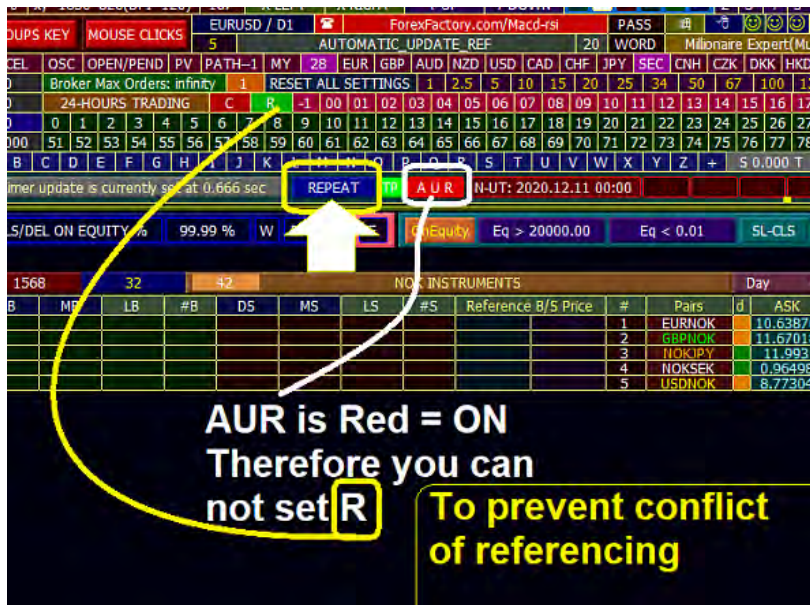 EURUSD / D1 ForexFactory.com/Macd-rsi PASS
OUPS KEY MOUSE CLICKS 5 AUTOMATIC_UPDATE_REF 20 WORD Millionaire Expert(Mu
CEL OSC OPEN/PEND PV PATH--1 MY 28 EUR GBP AUD NZD USD CAD CHF JPY SEC CNH CZK DKK HKD
Broker Max Orders: infinity 1 RESET ALL SETTINGS 1 2.5 5 10 15 20 25 34 50 67 100
24-HOURS TRADING C R -1 00 01 02 03 04 05 06 07 08 09 10 11 12 13 14 15 16 17
0 1 2 3 4 5 6 7 8 9 10 11 12 13 14 15 16 17 18 19 20 21 22 23 24 25 26 27
000 51 52 53 54 55 56 57 58 59 60 61 62 63 64 65 66 67 68 69 70 71 72 73 74 75 76 77 78
B C D E F G H I J K L M N O P Q R S T U V W X Y Z + S 0.000 T
imer update is currently set at 0.666 sec REPEAT TP A U R N-UT: 2020.12.11 00:00
LS/DEL ON EQUITY % 99.99 % W OnEquity Eq > 20000.00 Eq < 0.01 SL-CLS
1568 32 42 NOK INSTRUMENTS Day
B MB LB #B DS MS LS #S Reference B/S Price # Pairs d ASK
1 EURNOK 10.6387
2 GBPNOK 11.6701
3 NOKJPY 11.993
4 NOKSEK 0.96498
5 USDNOK 8.77304
AUR is Red = ON
Therefore you can
not set R
To prevent conflict
of referencing